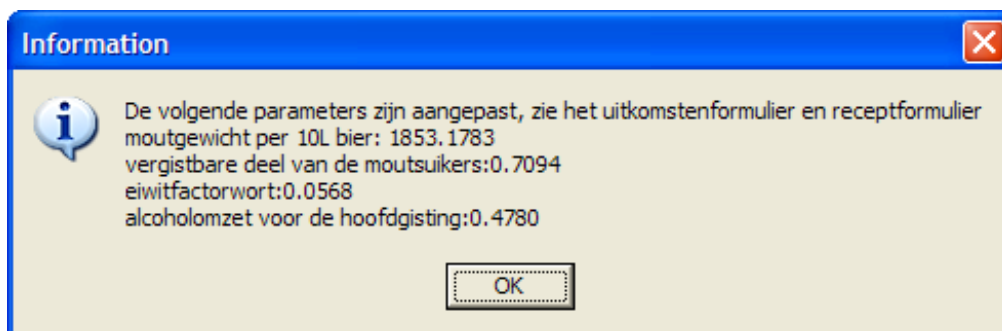 Information
De volgende parameters zijn aangepast, zie het uitkomstenformulier en receptformulier
moutgewicht per 10L bier: 1853.1783
vergistbare deel van de moutsuikers:0.7094
eiwitfactorwort:0.0568
alcoholomzet voor de hoofdgisting:0.4780
OK